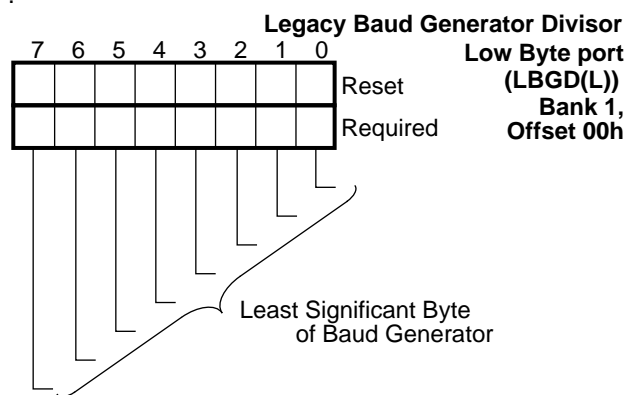 .
Legacy Baud Generator Divisor
7 6 5 4 3 2 1 0
Low Byte port
Reset
(LBGD(L))
Bank 1,
Required
Offset 00h
Least Significant Byte
of Baud Generator